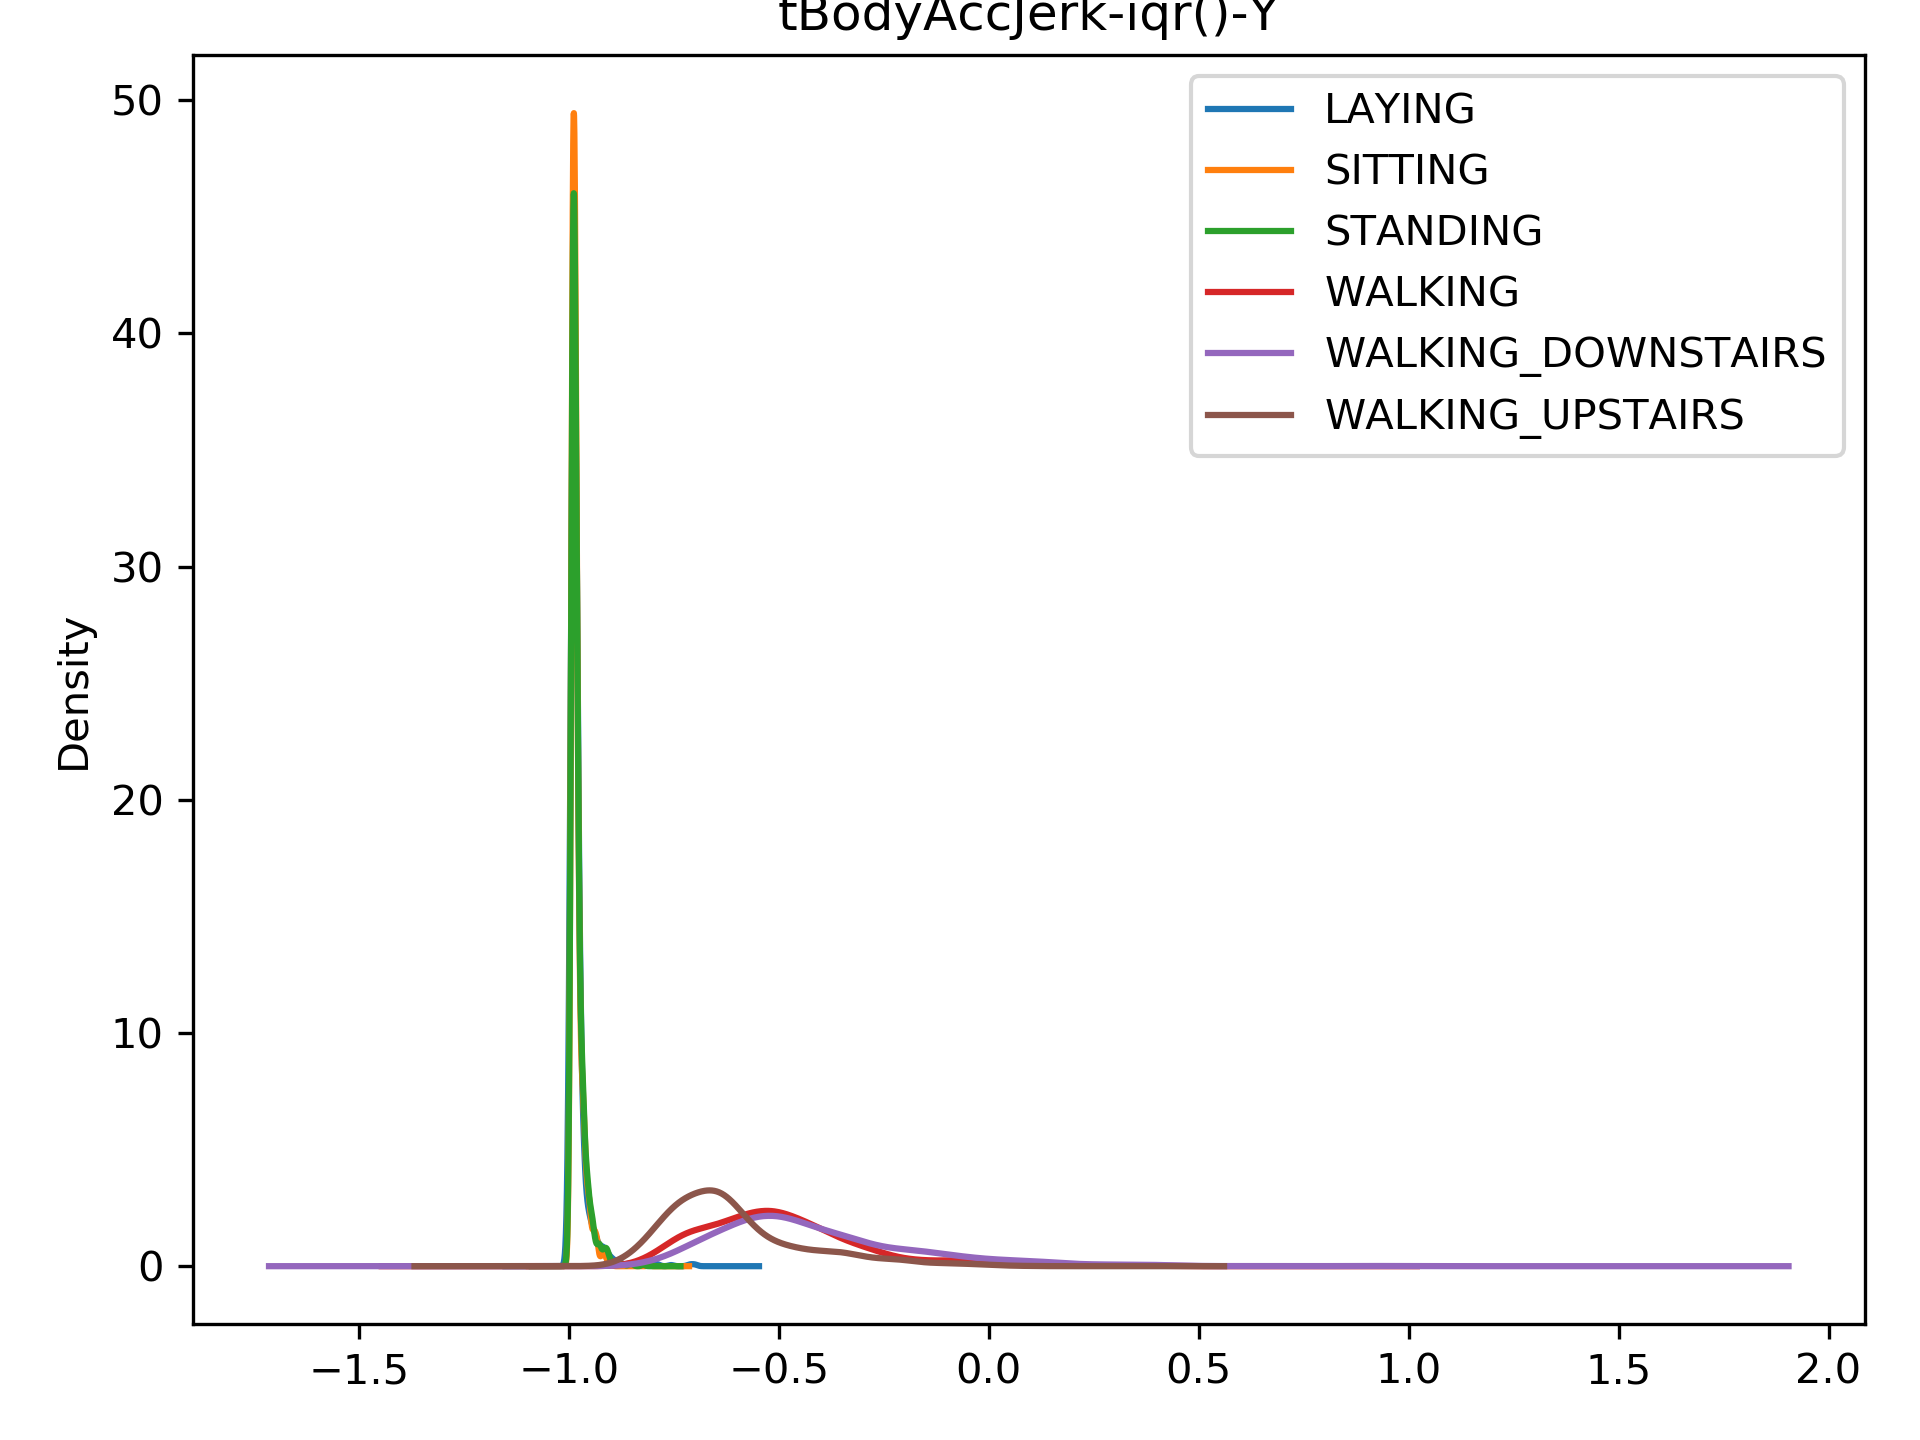 tBodyAccJerk-iqr()-Y
50
40
30
20
10
0
Density
LAYING
SITTING
STANDING
WALKING
WALKING_DOWNSTAIRS
WALKING_UPSTAIRS
−1.5 −1.0 −0.5 0.0 0.5 1.0 1.5 2.0